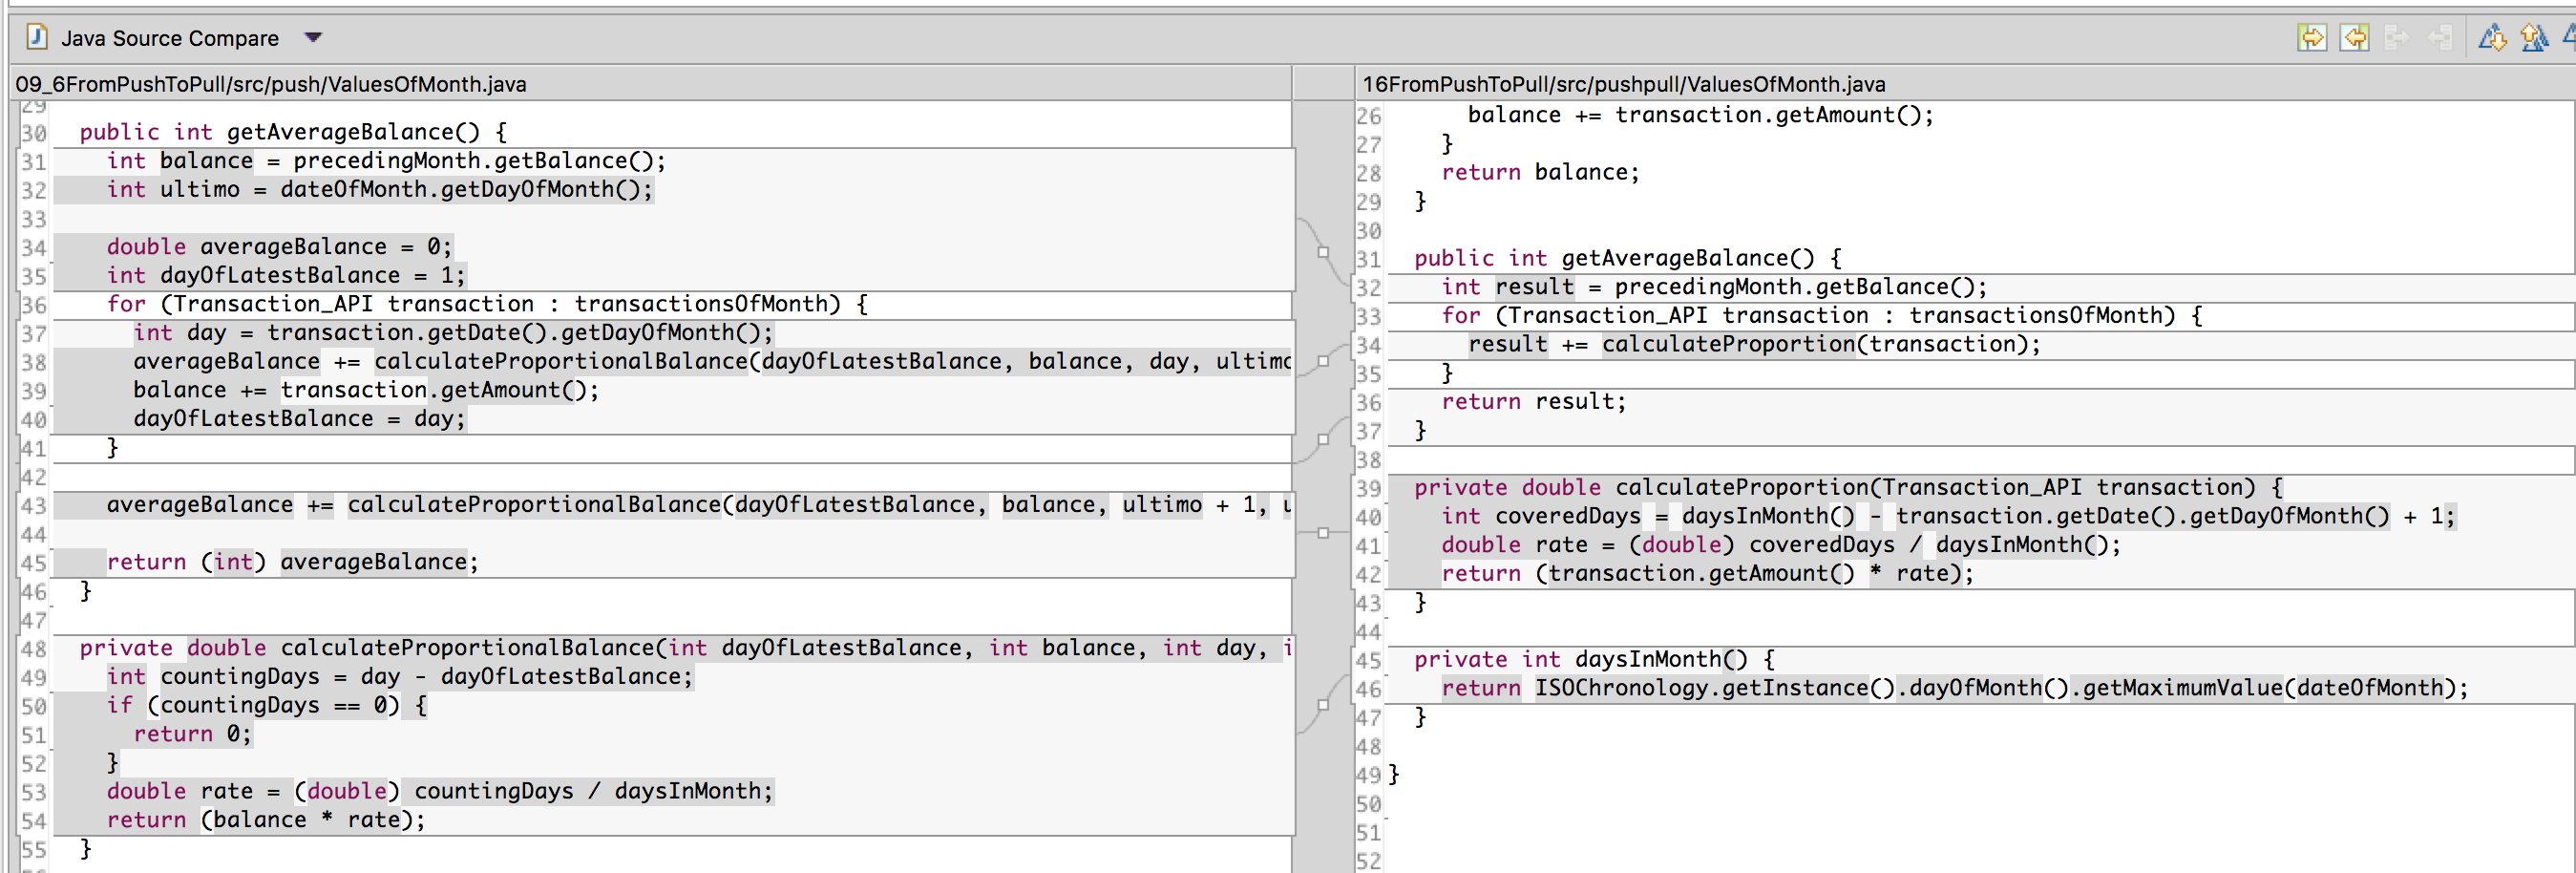 Java Source Compare
09_6FromPushToPull/src/push/ValuesOfMonth.java
29
30 public int getAverageBalance() {
31 int balance = precedingMonth.getBalance();
32 int ultimo = dateOfMonth.getDayOfMonth();
33
34 double averageBalance = 0;
35 int dayOfLatestBalance = 1;
36 for (Transaction_API transaction : transactionsOfMonth) {
37 int day = transaction.getDate().getDayOfMonth();
38 averageBalance += calculateProportionalBalance(dayOfLatestBalance, balance, day, ultimo
39 balance += transaction.getAmount();
40 dayOfLatestBalance = day;
41 }
42
43 averageBalance += calculateProportionalBalance(dayOfLatestBalance, balance, ultimo + 1, u
44
45 return (int) averageBalance;
46 }
47
48 private double calculateProportionalBalance(int dayOfLatestBalance, int balance, int day, i
49 int countingDays = day - dayOfLatestBalance;
50 if (countingDays == 0) {
51 return 0;
52 }
53 double rate = (double) countingDays / daysInMonth;
54 return (balance * rate);
55 }
16FromPushToPull/src/pushpull/ValuesOfMonth.java
26 balance += transaction.getAmount();
27 }
28 return balance;
29 }
30
31 public int getAverageBalance() {
32 int result = precedingMonth.getBalance();
33 for (Transaction_API transaction : transactionsOfMonth) {
34 result += calculateProportion(transaction);
35 }
36 return result;
37 }
38
39 private double calculateProportion(Transaction_API transaction) {
40 int coveredDays = daysInMonth() - transaction.getDate().getDayOfMonth() + 1;
41 double rate = (double) coveredDays / daysInMonth();
42 return (transaction.getAmount() * rate);
43 }
44
45 private int daysInMonth() {
46 return ISOChronology.getInstance().dayOfMonth().getMaximumValue(dateOfMonth);
47 }
48
49 }
50
51
52